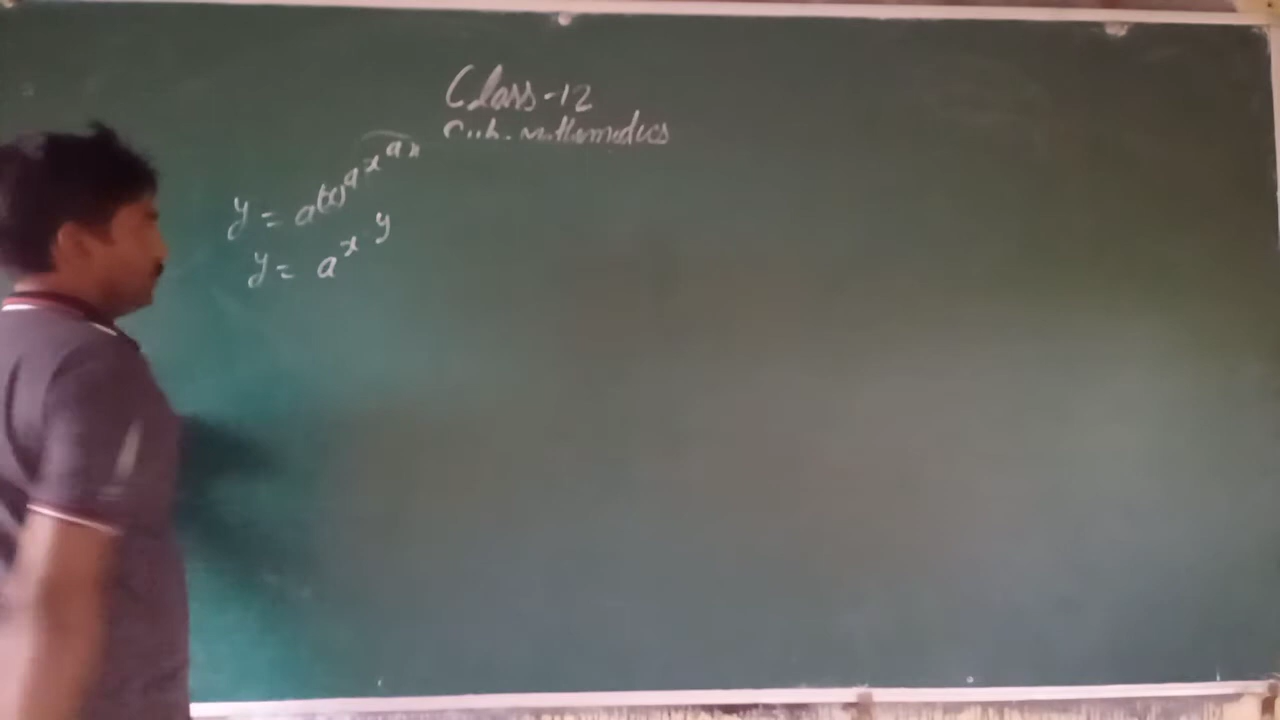 Class-12
Sub. mathematics
y = a^(x)^a^x^a^x
y = a^x^y